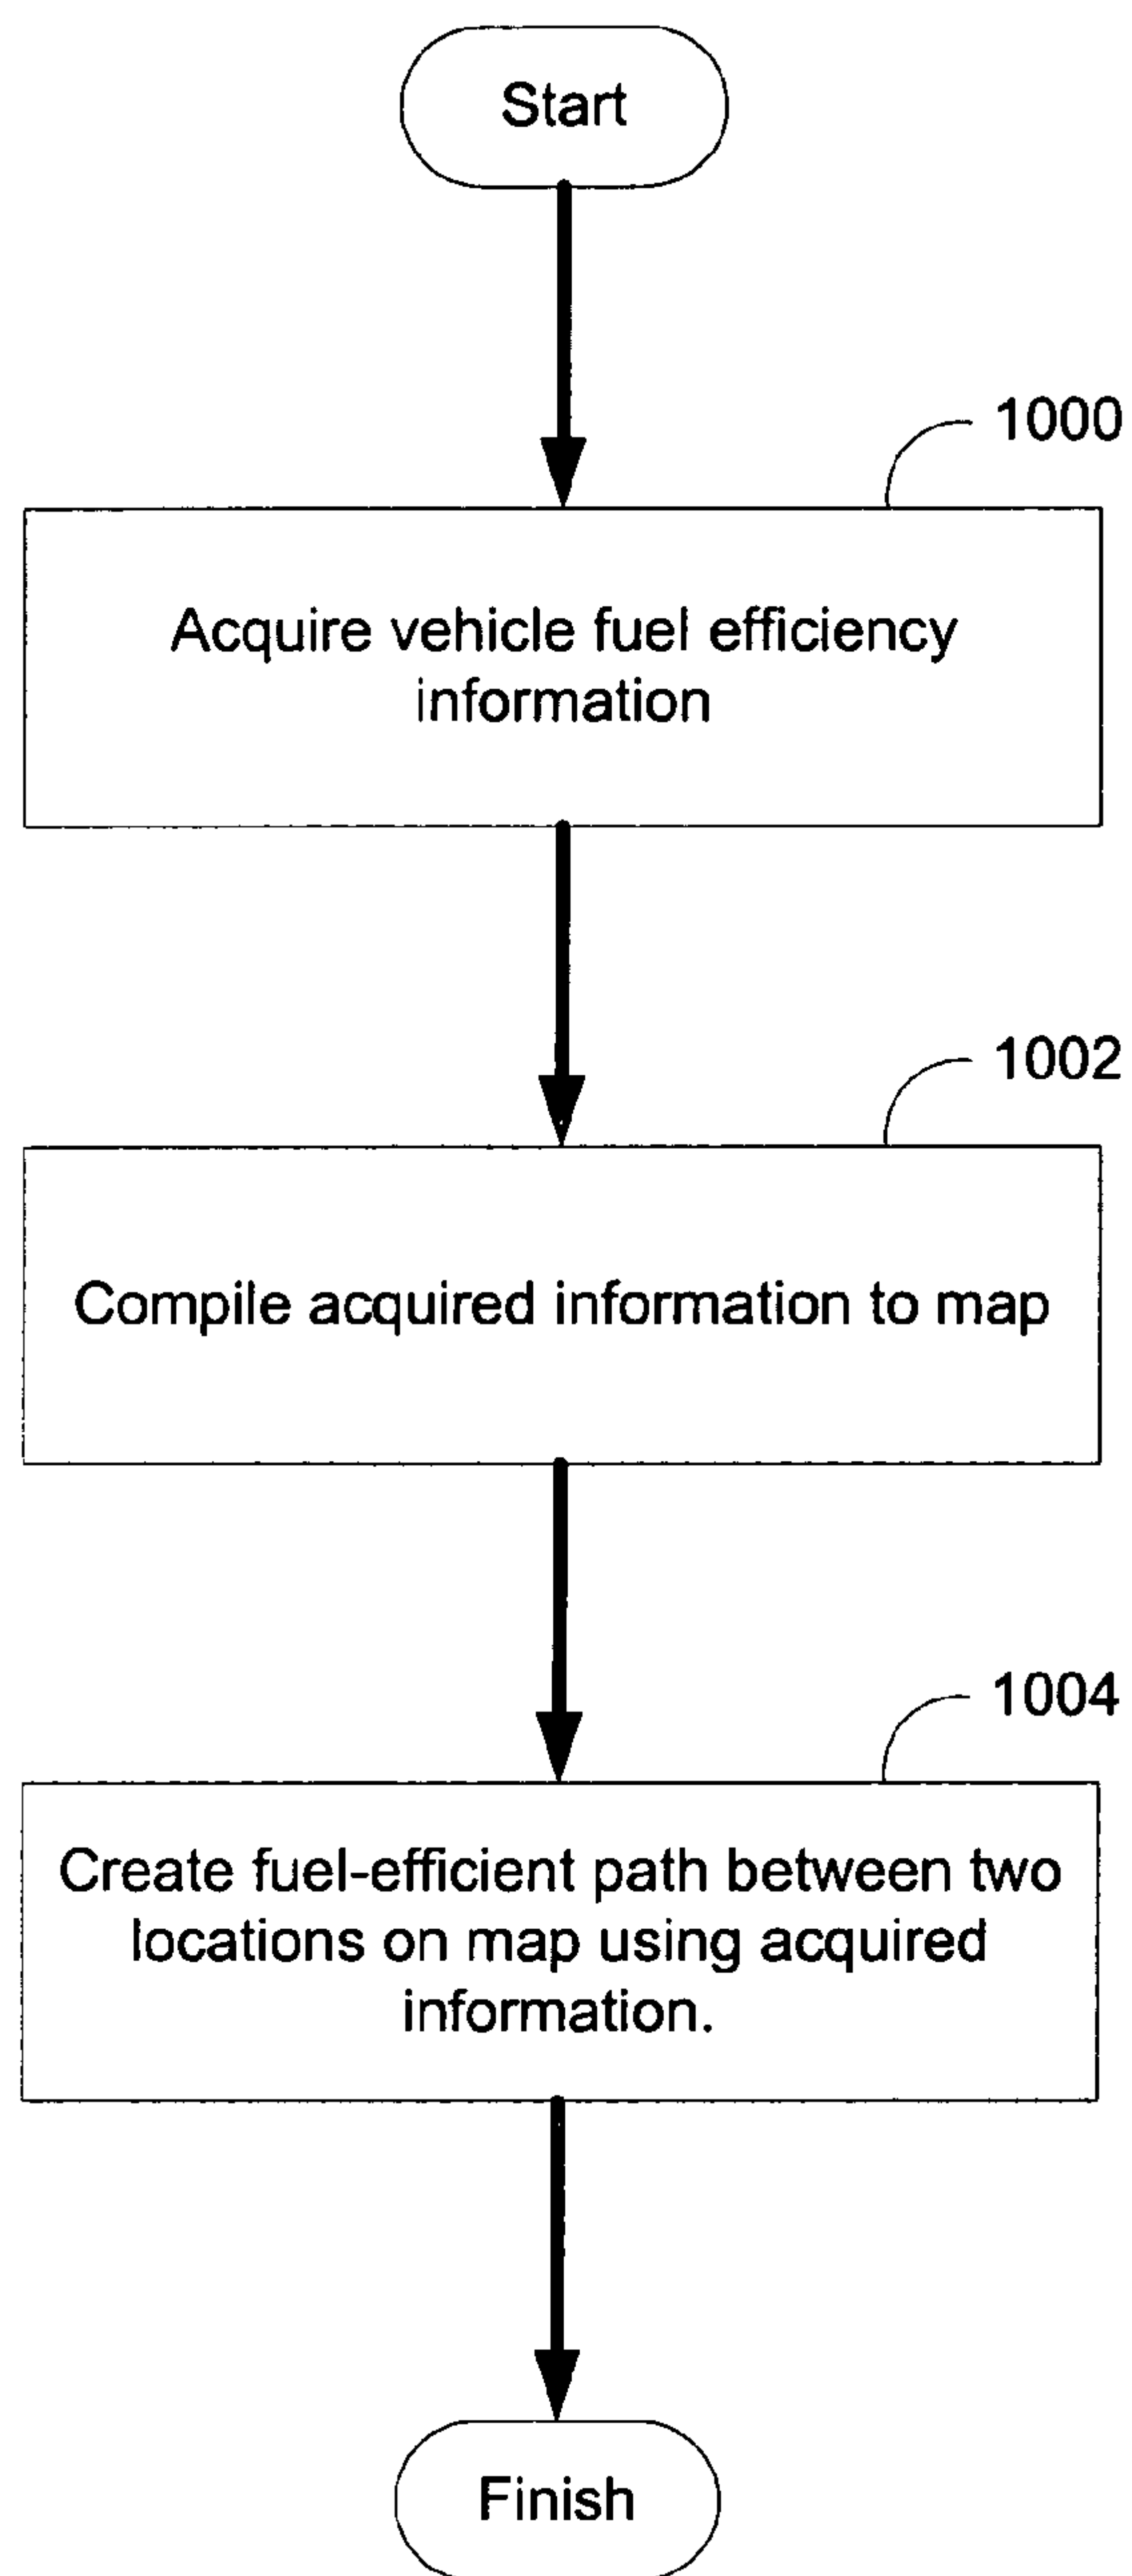 Start
1000
Acquire vehicle fuel efficiency
information
1002
Compile acquired information to map
1004
Create fuel-efficient path between two
locations on map using acquired
information.
Finish